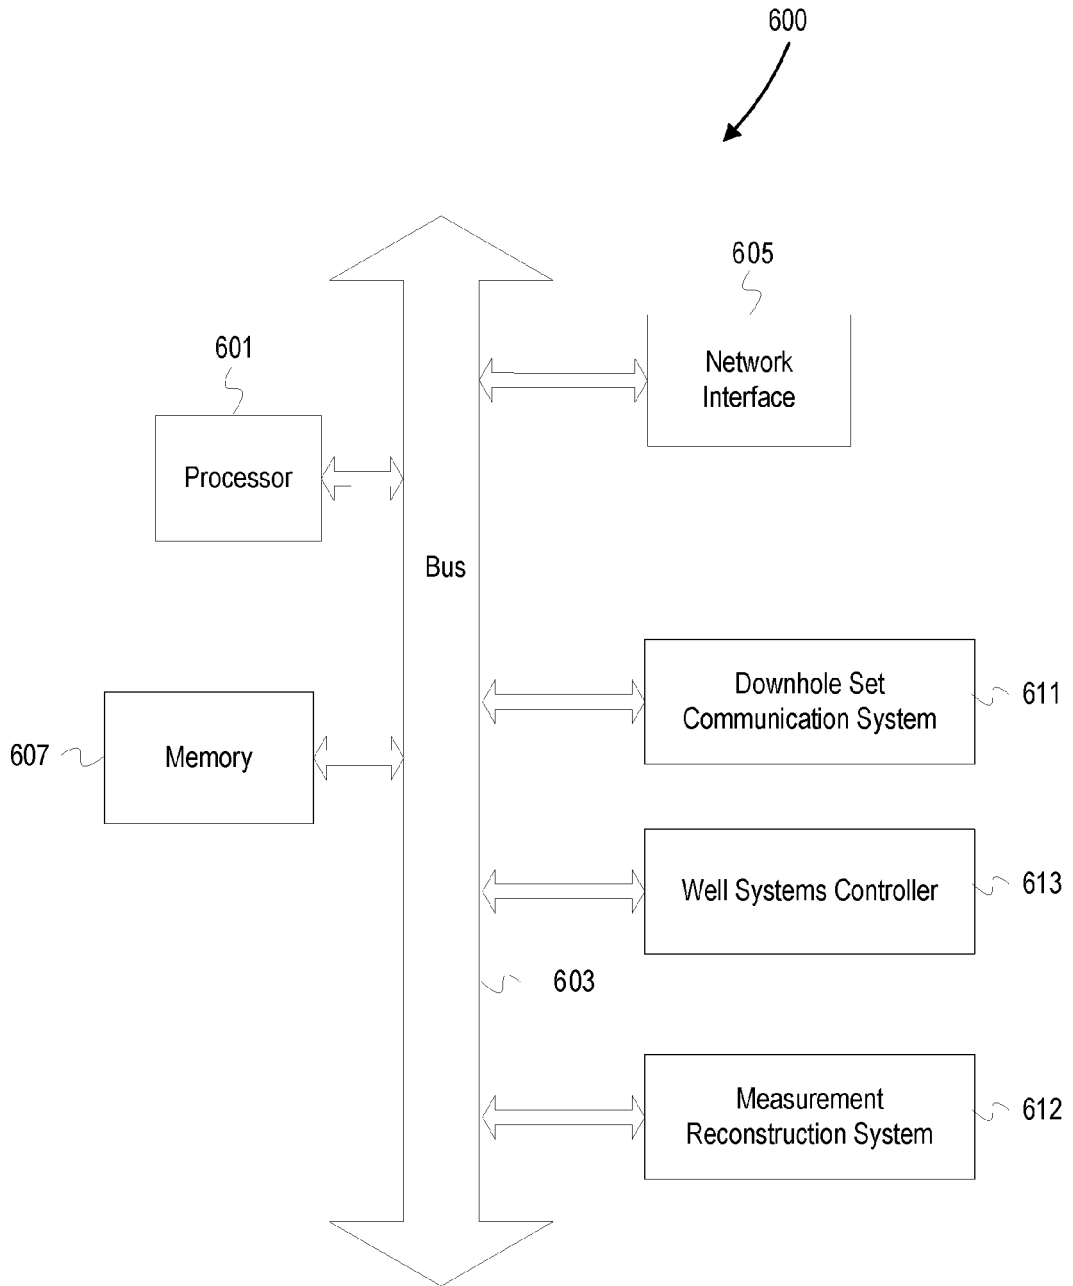 600
605
Network
Interface
601
Processor
Bus
Downhole Set
Communication System
611
607
Memory
Well Systems Controller
613
603
Measurement
Reconstruction System
612